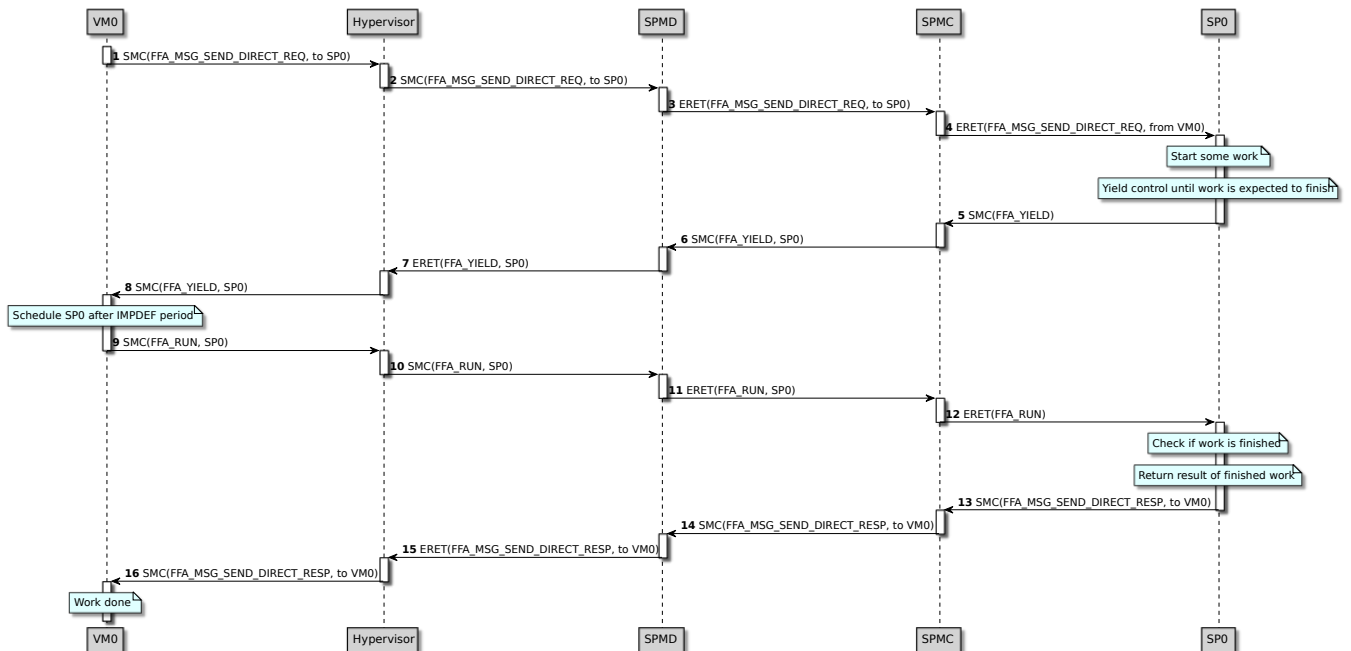 VM0 Hypervisor SPMD SPMC SP0
1 SMC(FFA_MSG_SEND_DIRECT_REQ, to SP0)
2 SMC(FFA_MSG_SEND_DIRECT_REQ, to SP0)
3 ERET(FFA_MSG_SEND_DIRECT_REQ, to SP0)
4 ERET(FFA_MSG_SEND_DIRECT_REQ, from VM0)
Start some work
Yield control until work is expected to finish
5 SMC(FFA_YIELD)
6 SMC(FFA_YIELD, SP0)
7 ERET(FFA_YIELD, SP0)
8 SMC(FFA_YIELD, SP0)
Schedule SP0 after IMPDEF period
9 SMC(FFA_RUN, SP0)
10 SMC(FFA_RUN, SP0)
11 ERET(FFA_RUN, SP0)
12 ERET(FFA_RUN)
Check if work is finished
Return result of finished work
13 SMC(FFA_MSG_SEND_DIRECT_RESP, to VM0)
14 SMC(FFA_MSG_SEND_DIRECT_RESP, to VM0)
15 ERET(FFA_MSG_SEND_DIRECT_RESP, to VM0)
16 SMC(FFA_MSG_SEND_DIRECT_RESP, to VM0)
Work done
VM0 Hypervisor SPMD SPMC SP0